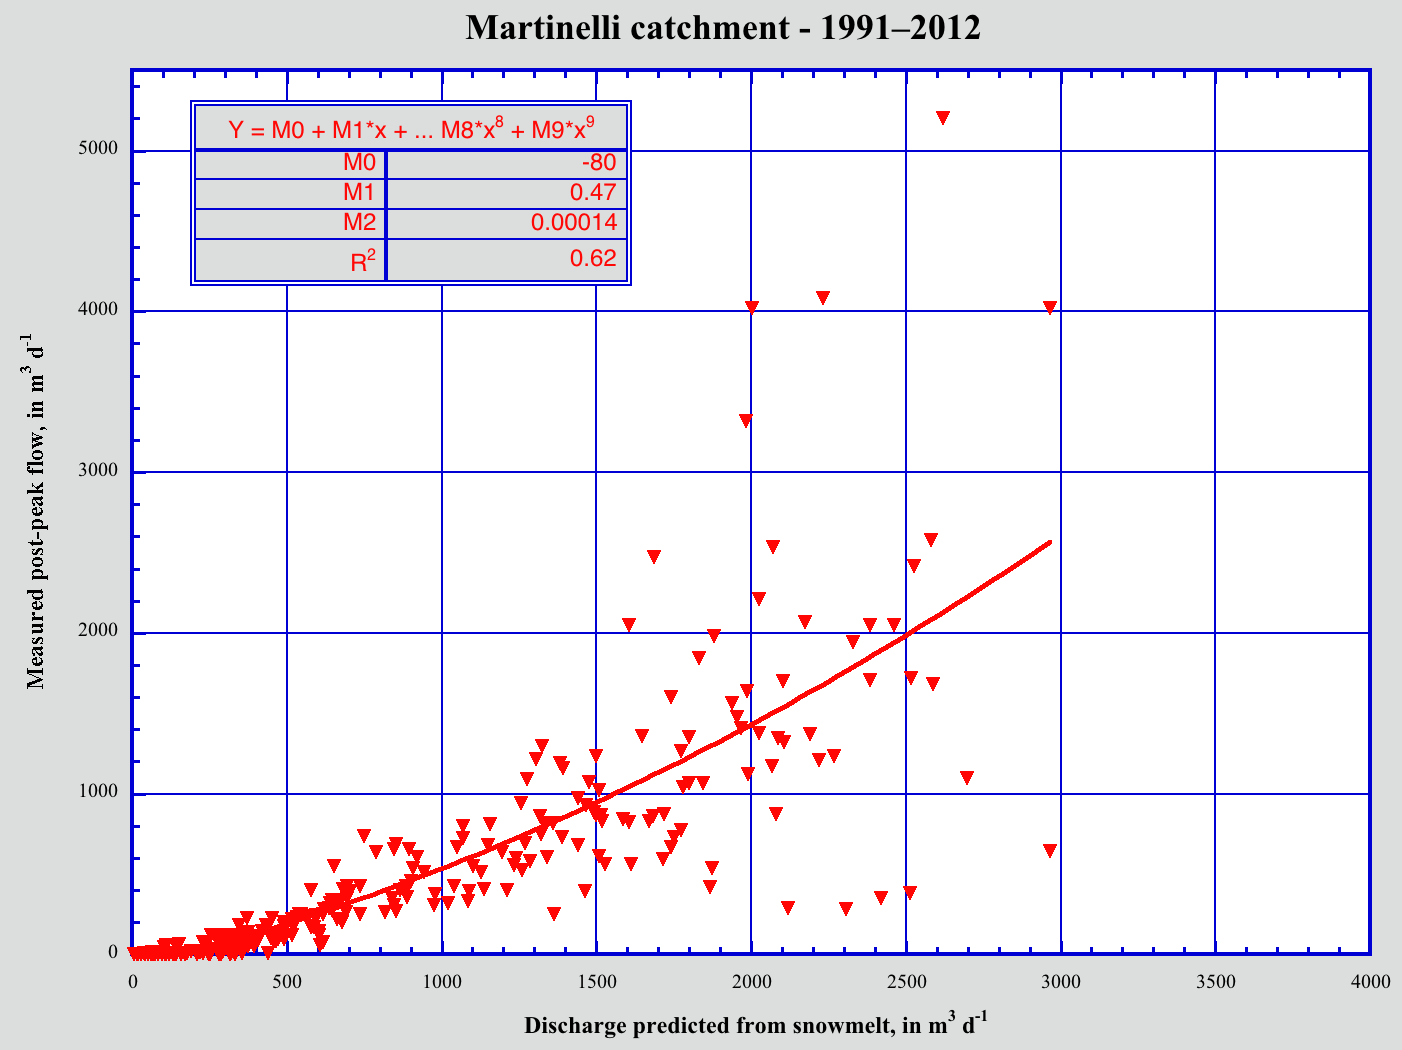 Martinelli catchment - 1991–2012
Y = M0 + M1*x + ... M8*x⁸ + M9*x⁹
M0 -80
M1 0.47
M2 0.00014
R² 0.62
Measured post-peak flow, in m³ d⁻¹
5000
4000
3000
2000
1000
0
0 500 1000 1500 2000 2500 3000 3500 4000
Discharge predicted from snowmelt, in m³ d⁻¹